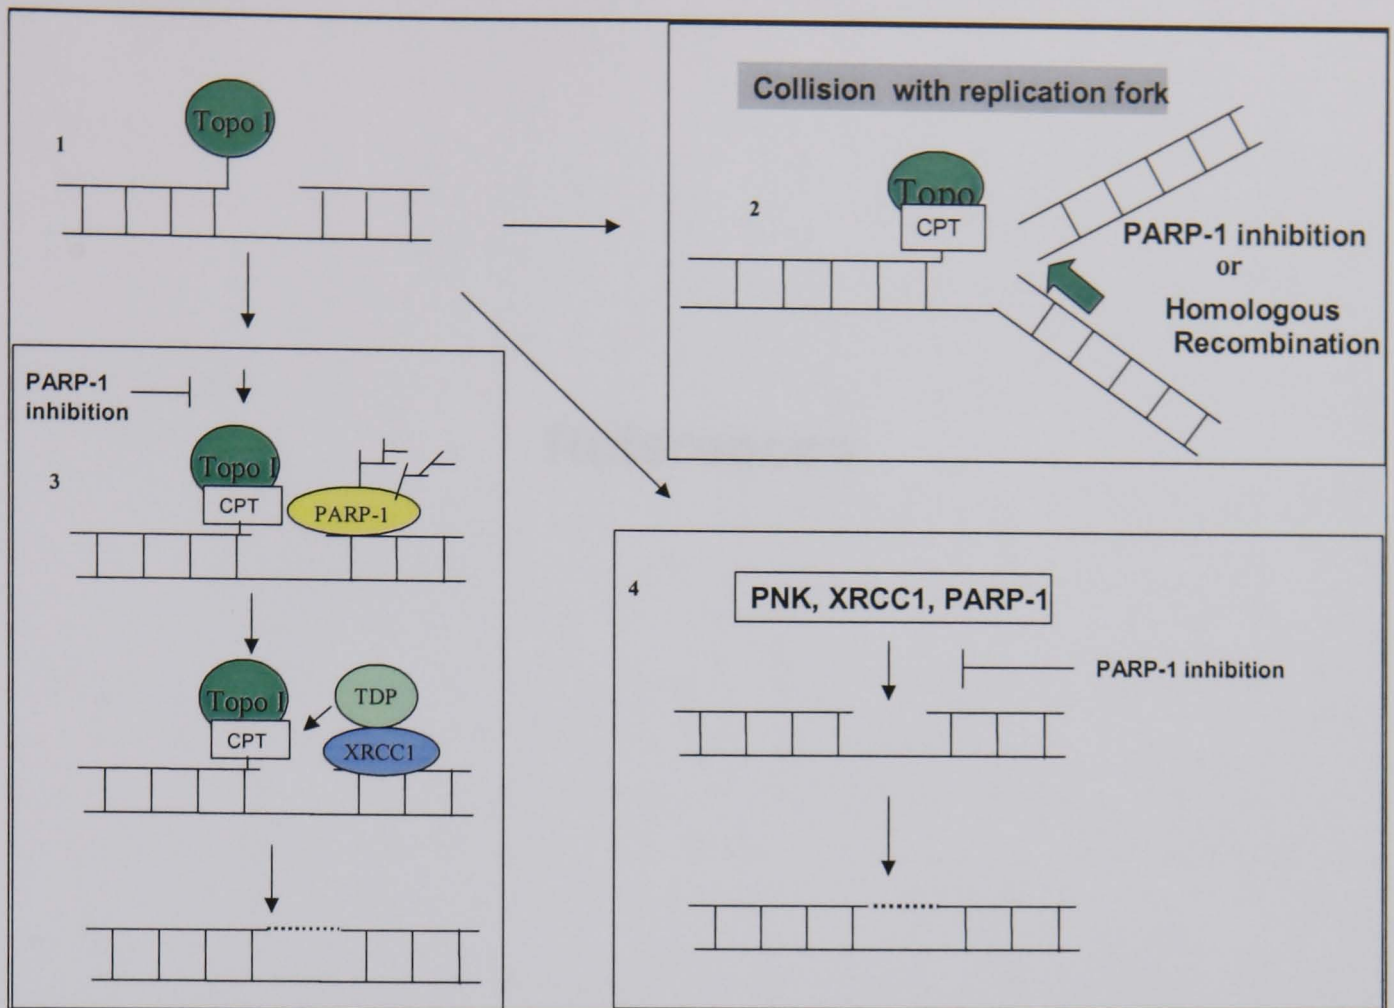 1
Topo I
Collision with replication fork
2
Topo
CPT
PARP-1 inhibition
or
Homologous
Recombination
PARP-1
inhibition
3
Topo I
CPT
PARP-1
Topo I
CPT
TDP
XRCC1
4
PNK, XRCC1, PARP-1
PARP-1 inhibition